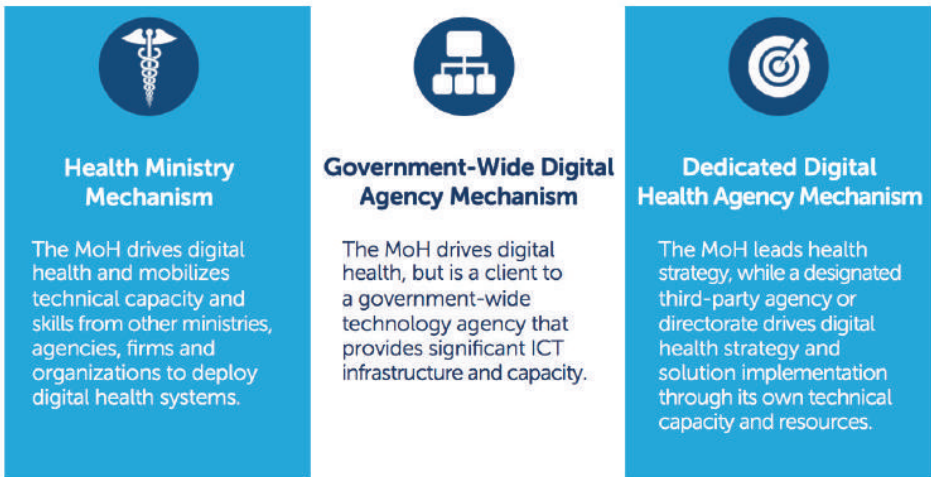 Health Ministry
Mechanism
The MoH drives digital
health and mobilizes
technical capacity and
skills from other ministries,
agencies, firms and
organizations to deploy
digital health systems.
Government-Wide Digital
Agency Mechanism
The MoH drives digital
health, but is a client to
a government-wide
technology agency that
provides significant ICT
infrastructure and capacity.
Dedicated Digital
Health Agency Mechanism
The MoH leads health
strategy, while a designated
third-party agency or
directorate drives digital
health strategy and
solution implementation
through its own technical
capacity and resources.